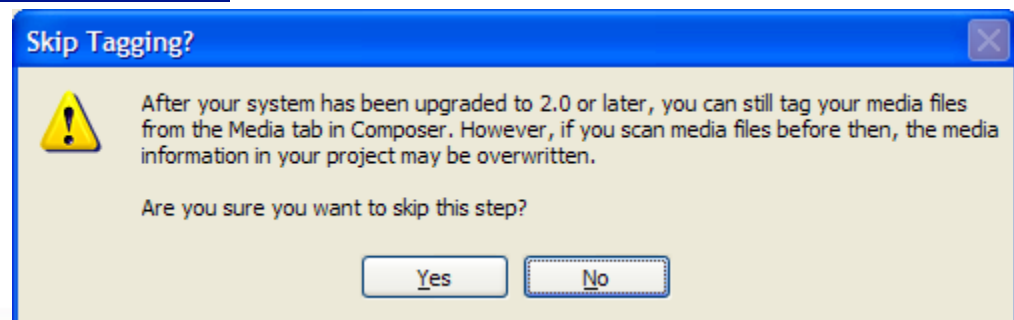 Skip Tagging?
After your system has been upgraded to 2.0 or later, you can still tag your media files
from the Media tab in Composer. However, if you scan media files before then, the media
information in your project may be overwritten.
Are you sure you want to skip this step?
Yes
No